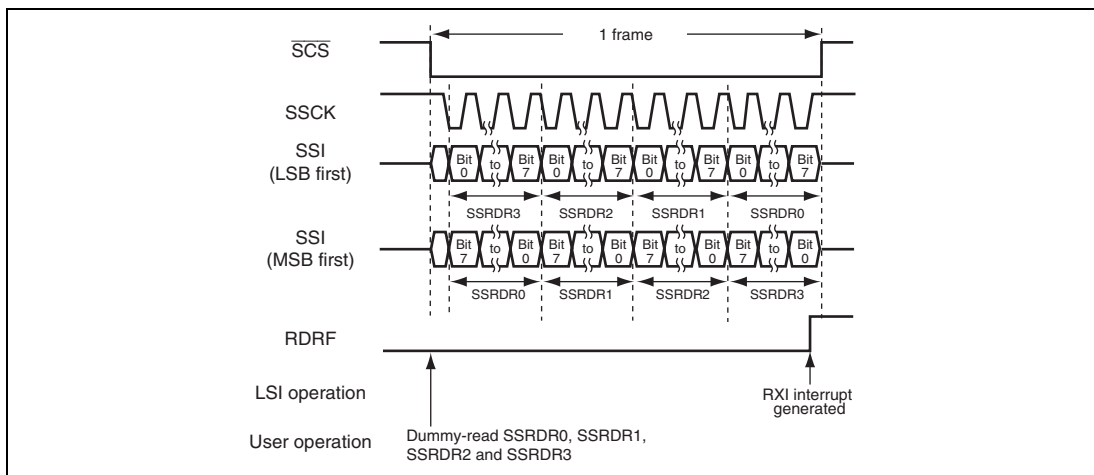 1 frame
SCS
SSCK
SSI
(LSB first)
Bit 0 to Bit 7 Bit 0 to Bit 7 Bit 0 to Bit 7 Bit 0 to Bit 7
SSRDR3 SSRDR2 SSRDR1 SSRDR0
SSI
(MSB first)
Bit 7 to Bit 0 Bit 7 to Bit 0 Bit 7 to Bit 0 Bit 7 to Bit 0
SSRDR0 SSRDR1 SSRDR2 SSRDR3
RDRF
LSI operation
RXI interrupt
generated
User operation
Dummy-read SSRDR0, SSRDR1,
SSRDR2 and SSRDR3